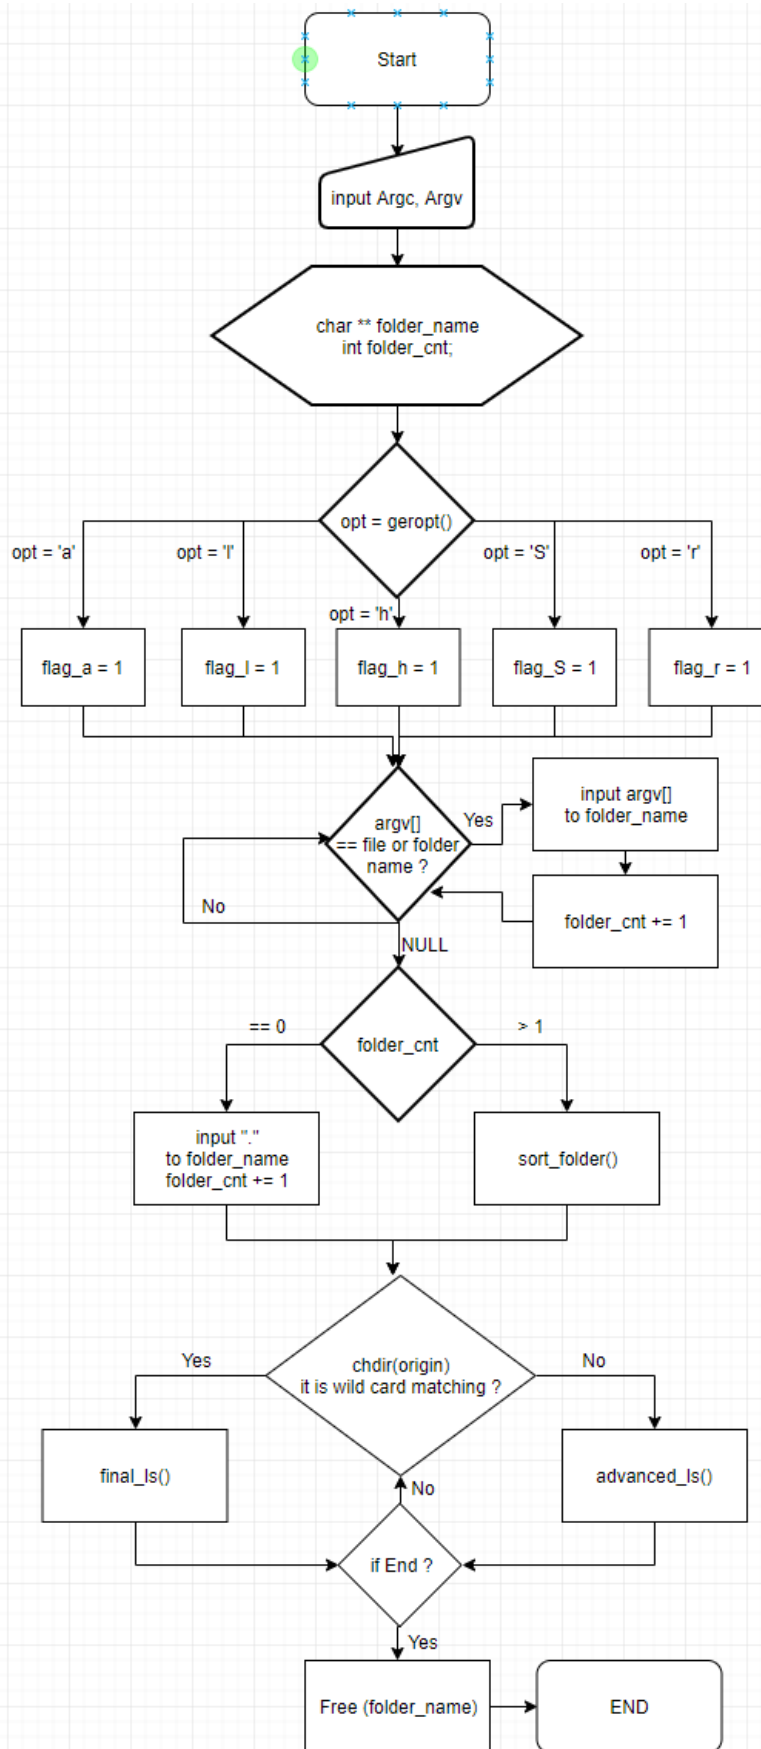 Start
input Argc, Argv
char ** folder_name
int folder_cnt;
opt = geropt()
opt = 'a'
opt = 'l'
opt = 'S'
opt = 'r'
opt = 'h'
flag_a = 1
flag_l = 1
flag_h = 1
flag_S = 1
flag_r = 1
argv[]
== file or folder
name ?
Yes
input argv[]
to folder_name
No
folder_cnt += 1
NULL
== 0
> 1
folder_cnt
input "."
to folder_name
folder_cnt += 1
sort_folder()
Yes
No
chdir(origin)
it is wild card matching ?
final_ls()
advanced_ls()
No
if End ?
Yes
Free (folder_name)
END